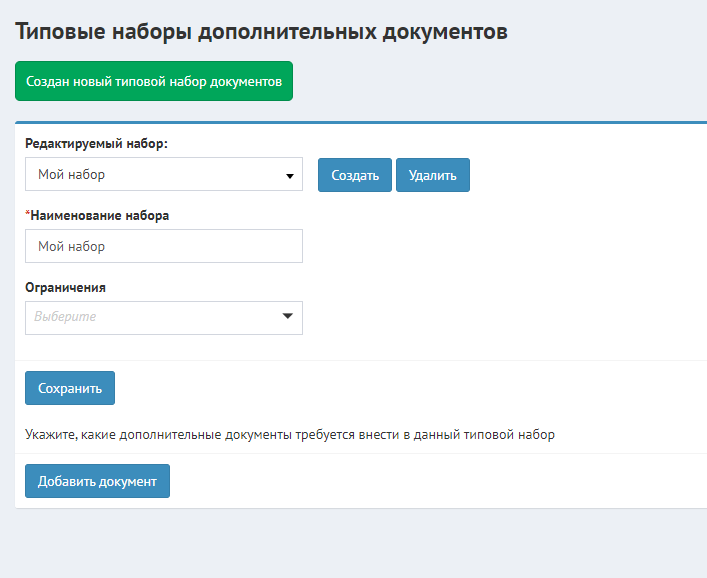 Типовые наборы дополнительных документов
Создан новый типовой набор документов
Редактируемый набор:
Мой набор
Создать
Удалить
*Наименование набора
Мой набор
Ограничения
Выберите
Сохранить
Укажите, какие дополнительные документы требуется внести в данный типовой набор
Добавить документ